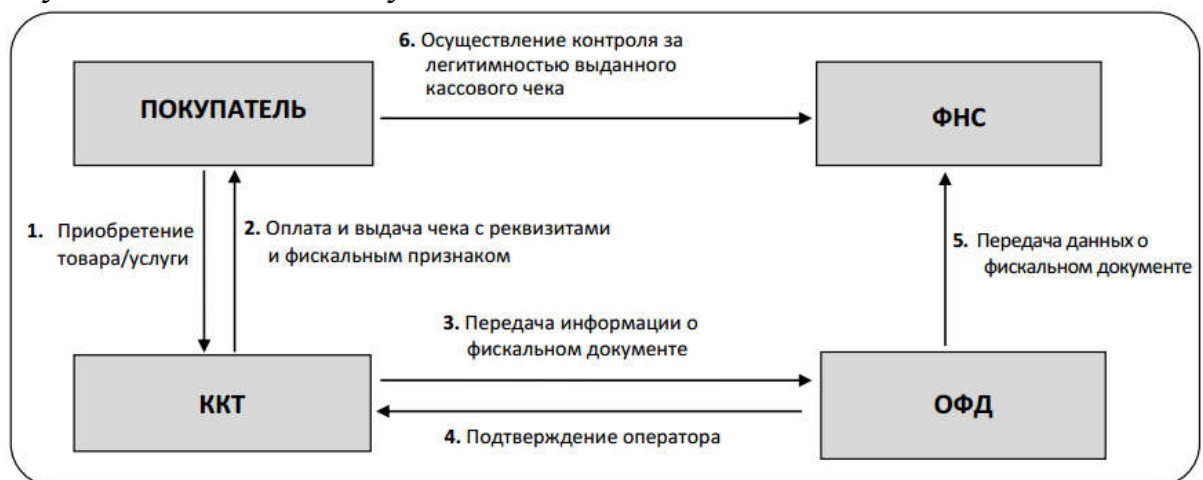 6. Осуществление контроля за
легитимностью выданного
кассового чека
ПОКУПАТЕЛЬ
ФНС
1. Приобретение
товара/услуги
2. Оплата и выдача чека с реквизитами
и фискальным признаком
5. Передача данных о
фискальном документе
3. Передача информации о
фискальном документе
ККТ
ОФД
4. Подтверждение оператора